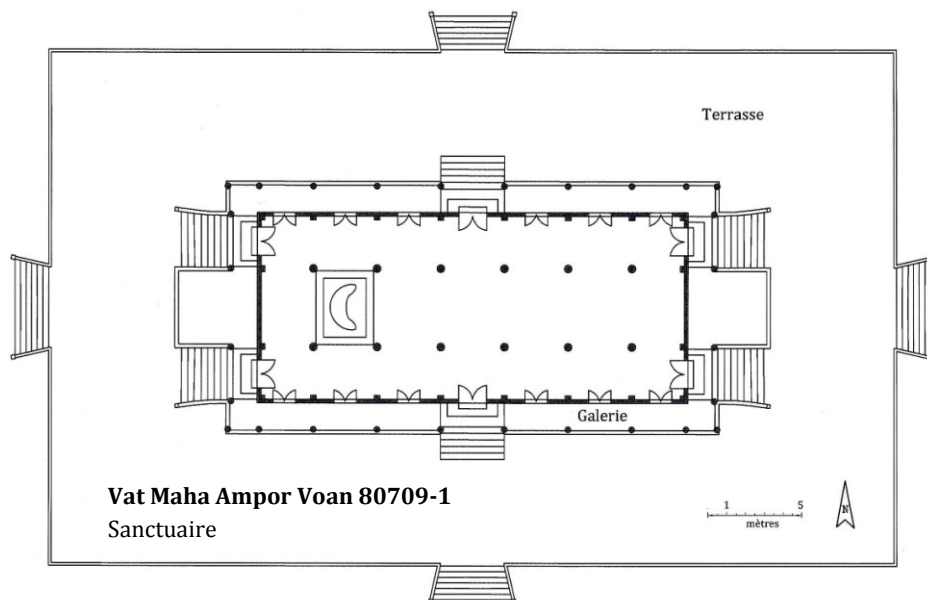 Terrasse
Galerie
Vat Maha Ampor Voan 80709-1
Sanctuaire
1 5
mètres
N